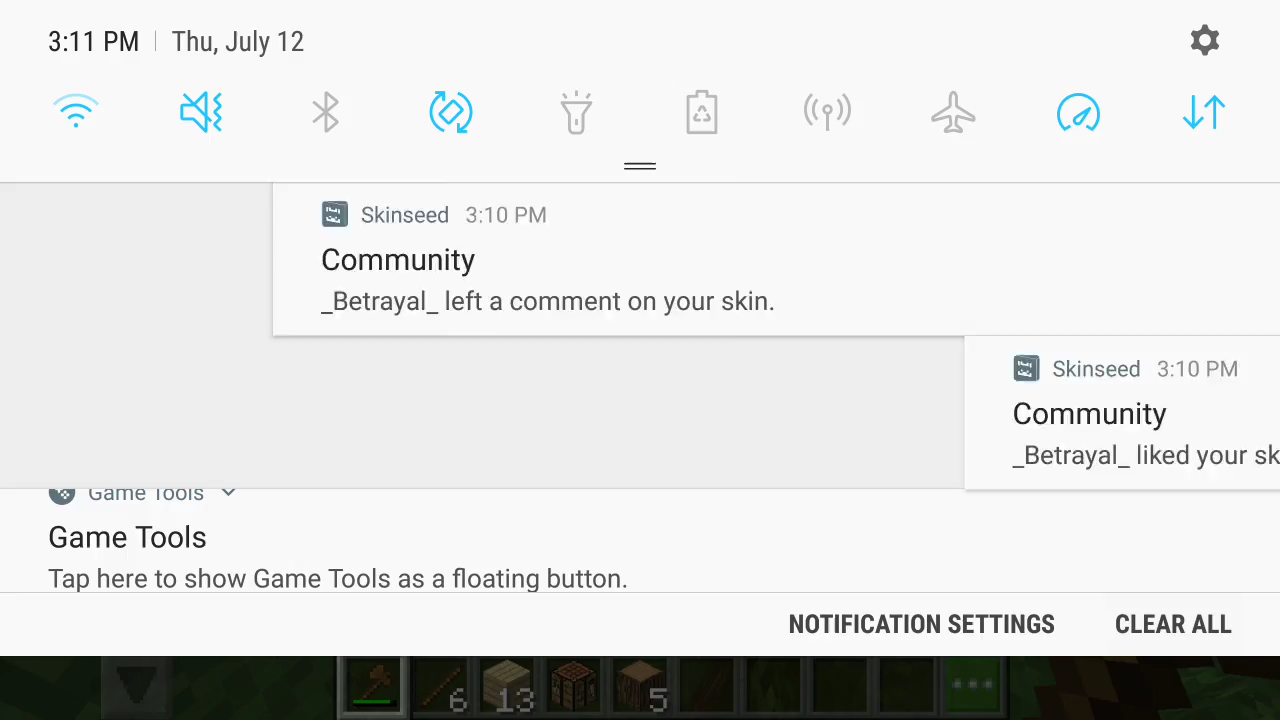 3:11 PM | Thu, July 12
Skinseed 3:10 PM
Community
_Betrayal_ left a comment on your skin.
Skinseed 3:10 PM
Community
_Betrayal_ liked your sk
Game Tools
Game Tools
Tap here to show Game Tools as a floating button.
NOTIFICATION SETTINGS CLEAR ALL
6 13 5